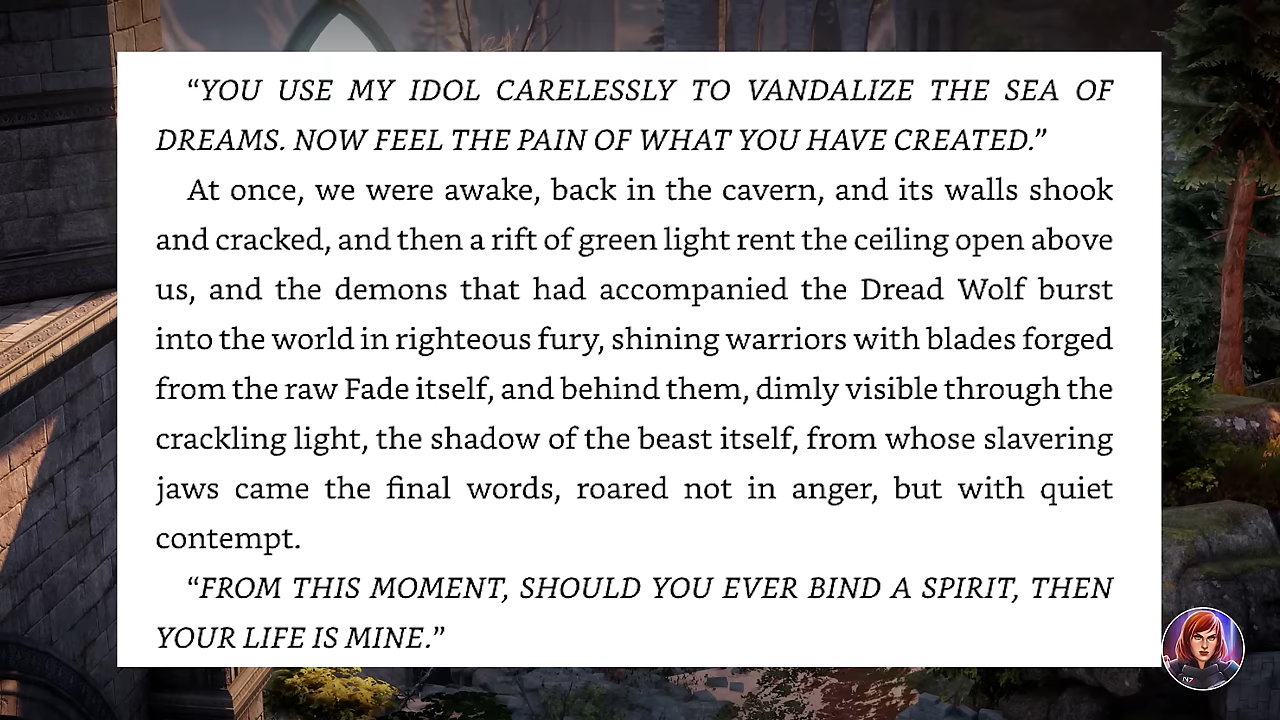 “YOU USE MY IDOL CARELESSLY TO VANDALIZE THE SEA OF
DREAMS. NOW FEEL THE PAIN OF WHAT YOU HAVE CREATED.”
At once, we were awake, back in the cavern, and its walls shook
and cracked, and then a rift of green light rent the ceiling open above
us, and the demons that had accompanied the Dread Wolf burst
into the world in righteous fury, shining warriors with blades forged
from the raw Fade itself, and behind them, dimly visible through the
crackling light, the shadow of the beast itself, from whose slavering
jaws came the final words, roared not in anger, but with quiet
contempt.
“FROM THIS MOMENT, SHOULD YOU EVER BIND A SPIRIT, THEN
YOUR LIFE IS MINE.”
N7